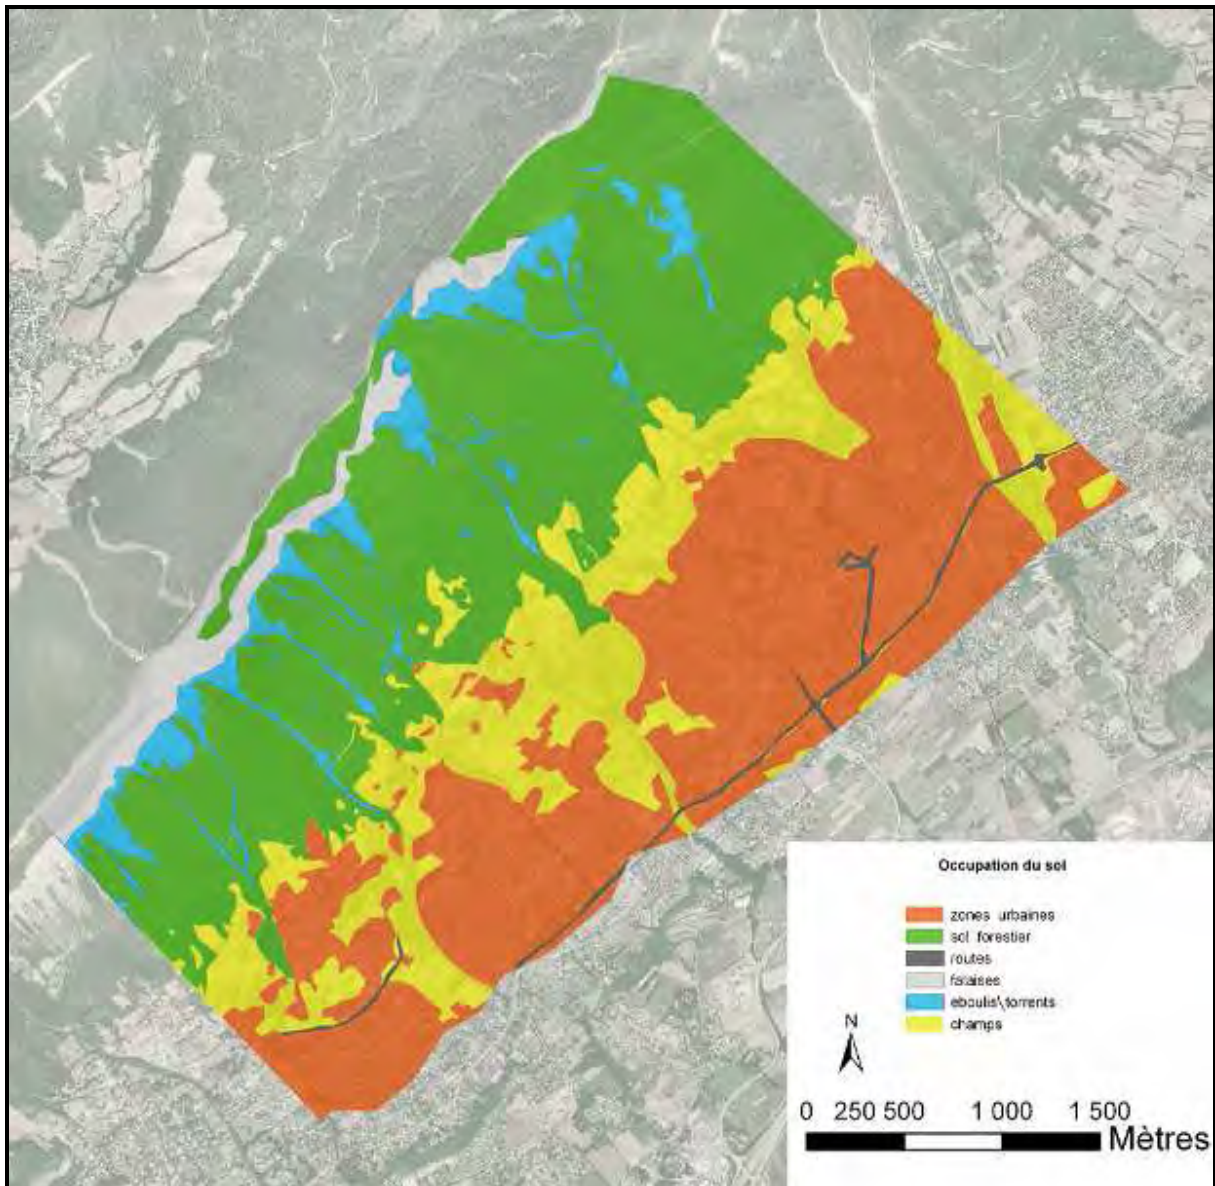 Occupation du sol
zones urbaines
sol forestier
routes
falaises
eboulis\torrents
champs
N
0 250 500 1 000 1 500
Mètres